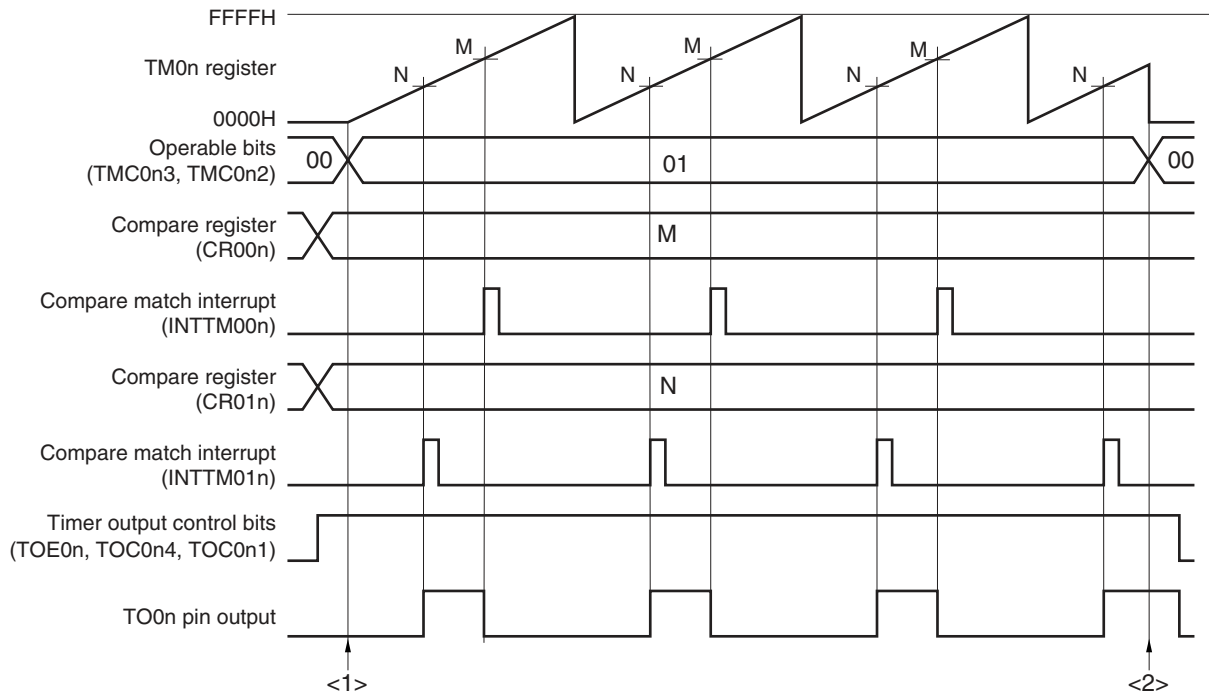 FFFFH
TM0n register
0000H
M
N
M
N
M
N
N
Operable bits
(TMC0n3, TMC0n2)
00
01
00
Compare register
(CR00n)
M
Compare match interrupt
(INTTM00n)
Compare register
(CR01n)
N
Compare match interrupt
(INTTM01n)
Timer output control bits
(TOE0n, TOC0n4, TOC0n1)
TO0n pin output
<1>
<2>